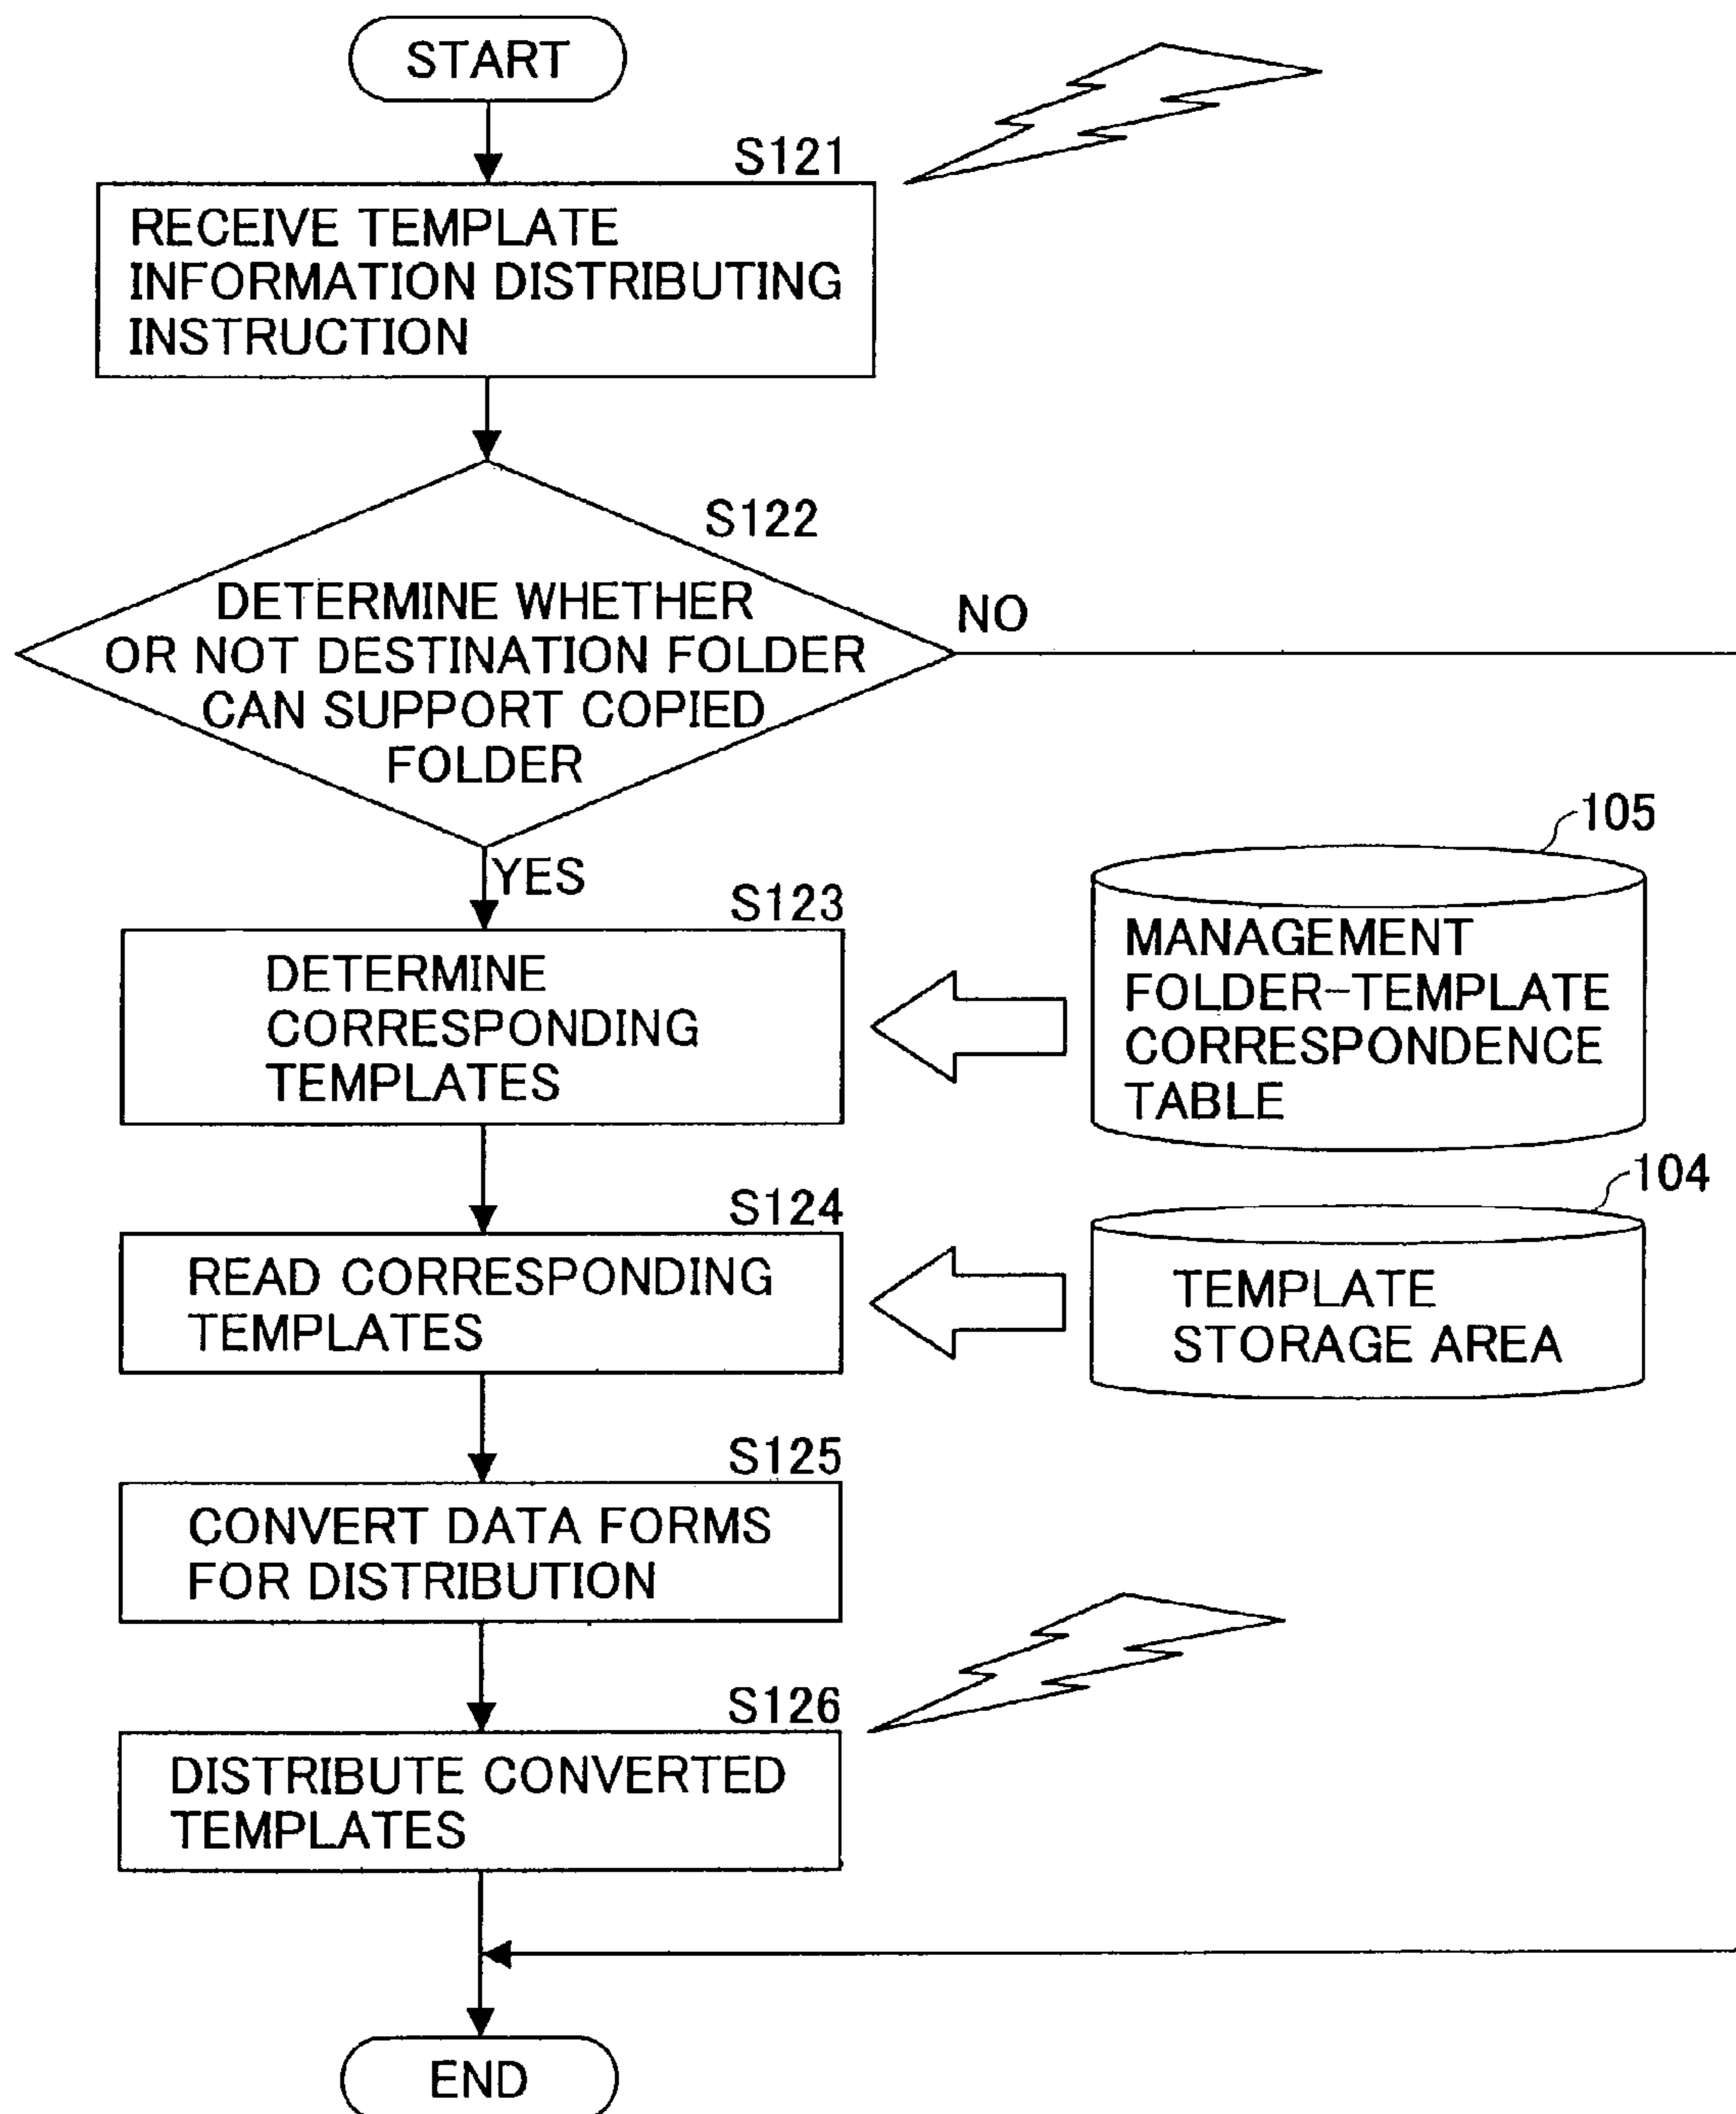 START
S121
RECEIVE TEMPLATE
INFORMATION DISTRIBUTING
INSTRUCTION
S122
DETERMINE WHETHER
OR NOT DESTINATION FOLDER
CAN SUPPORT COPIED
FOLDER
NO
YES
S123
DETERMINE
CORRESPONDING
TEMPLATES
105
MANAGEMENT
FOLDER-TEMPLATE
CORRESPONDENCE
TABLE
S124
READ CORRESPONDING
TEMPLATES
104
TEMPLATE
STORAGE AREA
S125
CONVERT DATA FORMS
FOR DISTRIBUTION
S126
DISTRIBUTE CONVERTED
TEMPLATES
END